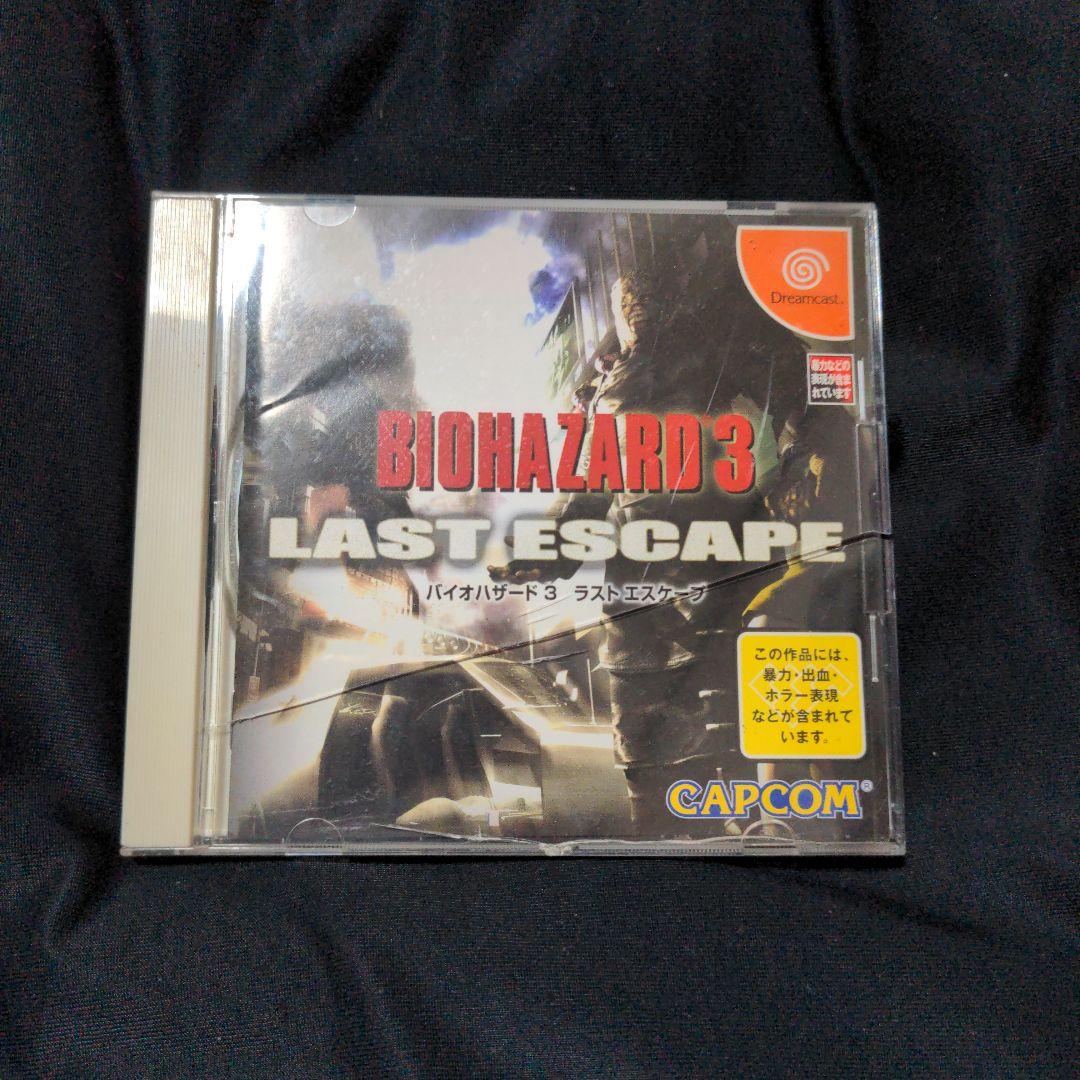 Dreamcast
暴力などの
表現が含ま
れています
BIOHAZARD 3
LAST ESCAPE
バイオハザード3 ラスト エスケープ
この作品には、
暴力・出血・
ホラー表現
などが含まれて
います。
CAPCOM®